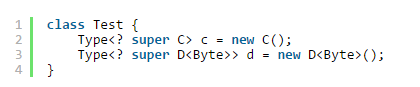 1 class Test {
2     Type<? super C> c = new C();
3     Type<? super D<Byte>> d = new D<Byte>();
4 }